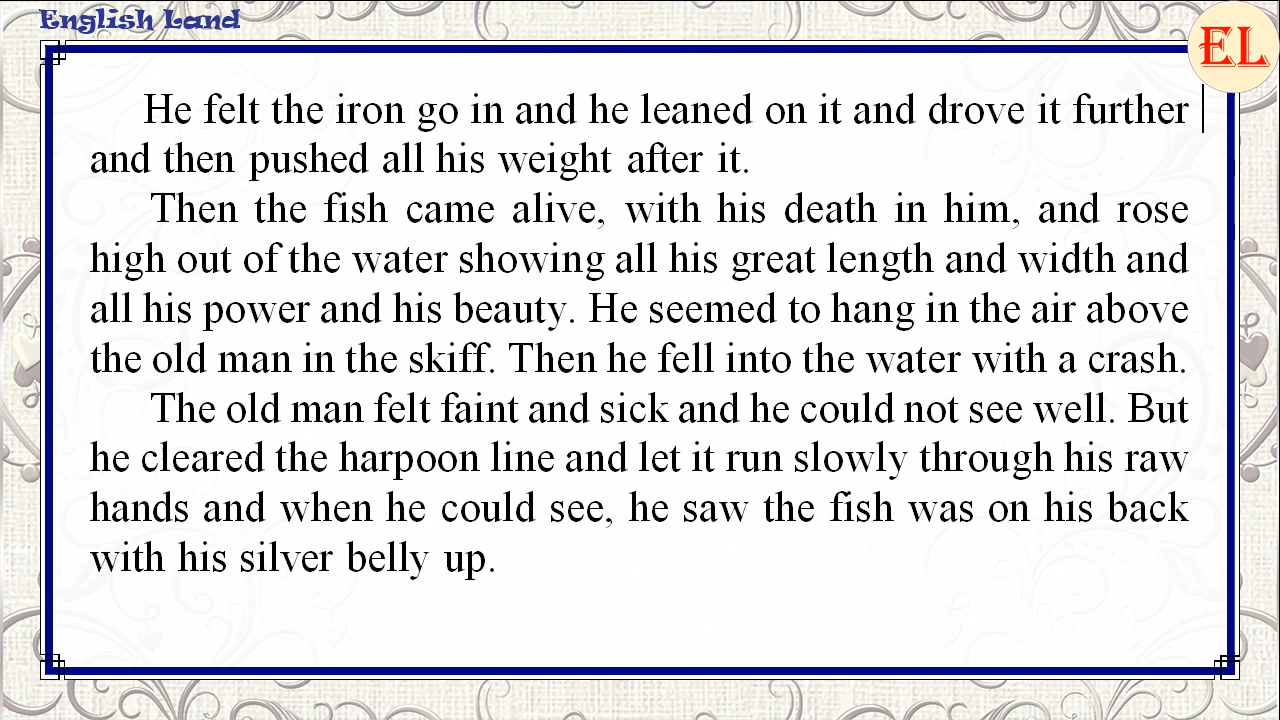 English Land
EL
He felt the iron go in and he leaned on it and drove it further
and then pushed all his weight after it.
Then the fish came alive, with his death in him, and rose
high out of the water showing all his great length and width and
all his power and his beauty. He seemed to hang in the air above
the old man in the skiff. Then he fell into the water with a crash.
The old man felt faint and sick and he could not see well. But
he cleared the harpoon line and let it run slowly through his raw
hands and when he could see, he saw the fish was on his back
with his silver belly up.